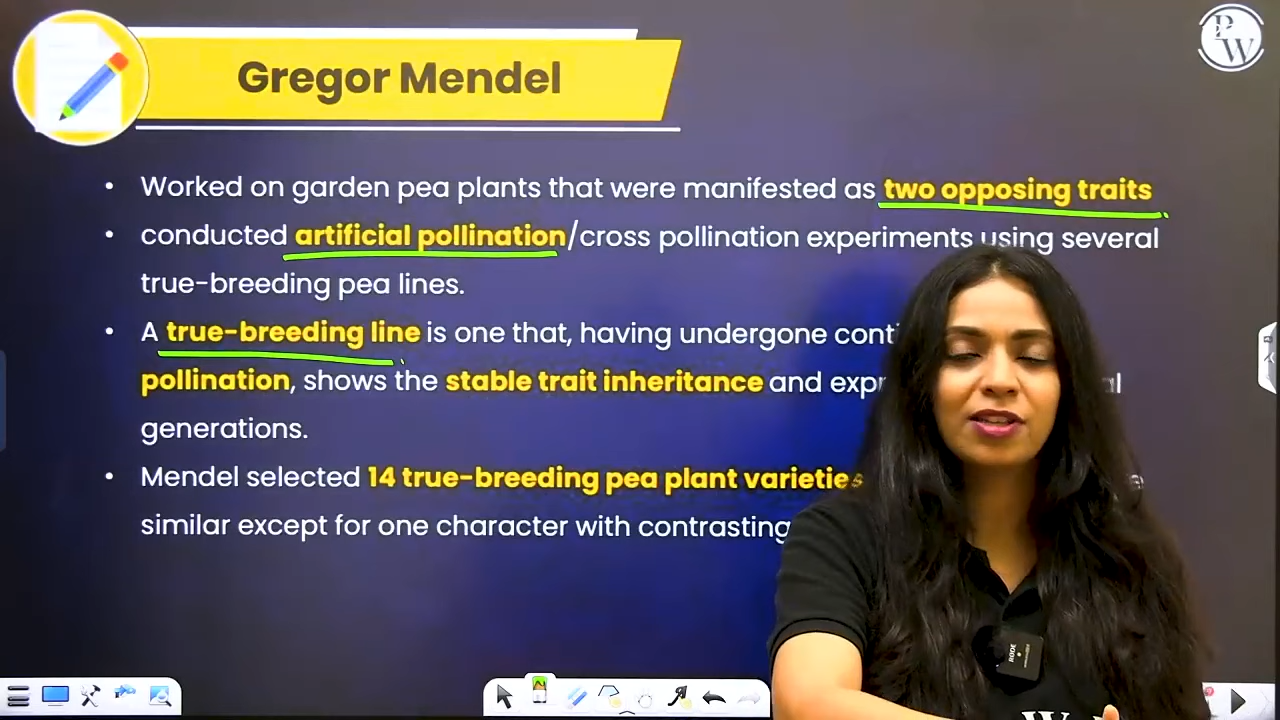 Gregor Mendel
PW
• Worked on garden pea plants that were manifested as two opposing traits
• conducted artificial pollination/cross pollination experiments using several
true-breeding pea lines.
• A true-breeding line is one that, having undergone
pollination, shows the stable trait inheritance and
generations.
• Mendel selected 14 true-breeding pea plant varieties
similar except for one character with contrasting
RØDE